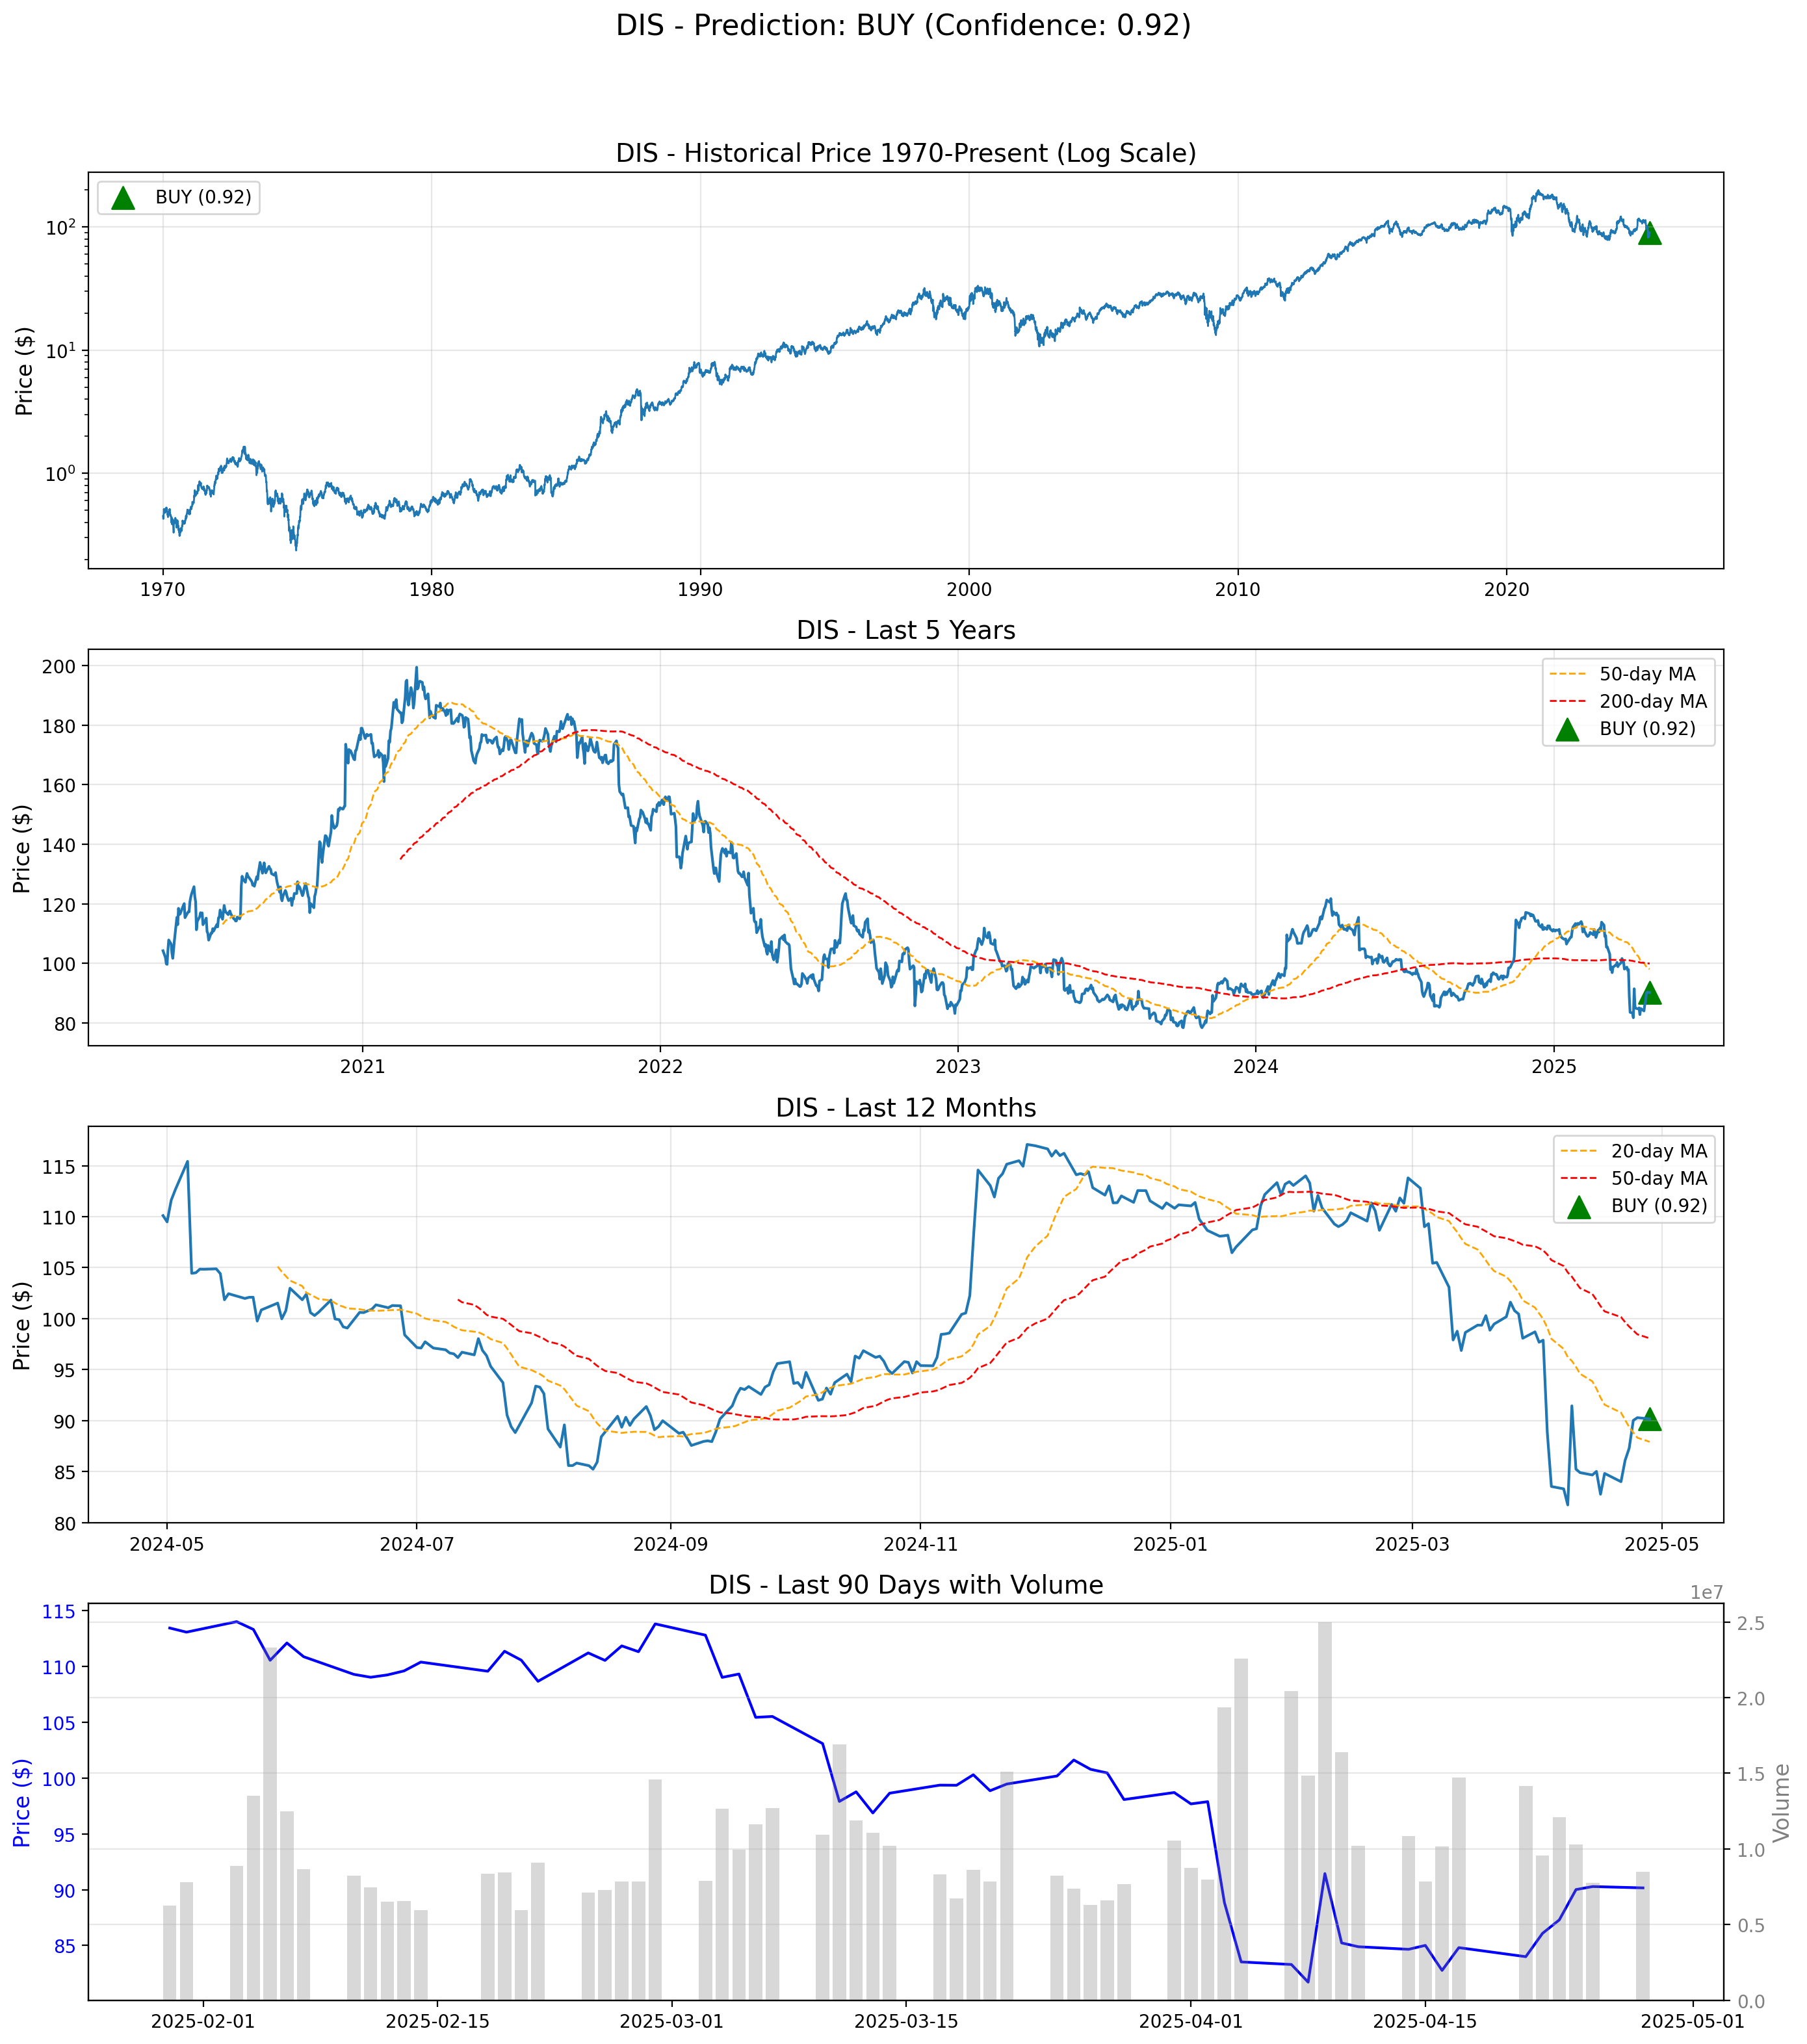 DIS - Prediction: BUY (Confidence: 0.92)
DIS - Historical Price 1970-Present (Log Scale)
BUY (0.92)
Price ($)
10²
10¹
10⁰
1970 1980 1990 2000 2010 2020
DIS - Last 5 Years
50-day MA
200-day MA
BUY (0.92)
Price ($)
200
180
160
140
120
100
80
2021 2022 2023 2024 2025
DIS - Last 12 Months
20-day MA
50-day MA
BUY (0.92)
Price ($)
115
110
105
100
95
90
85
80
2024-05 2024-07 2024-09 2024-11 2025-01 2025-03 2025-05
DIS - Last 90 Days with Volume
1e7
Price ($)
115
110
105
100
95
90
85
2.5
2.0
1.5
1.0
0.5
0.0
Volume
2025-02-01 2025-02-15 2025-03-01 2025-03-15 2025-04-01 2025-04-15 2025-05-01